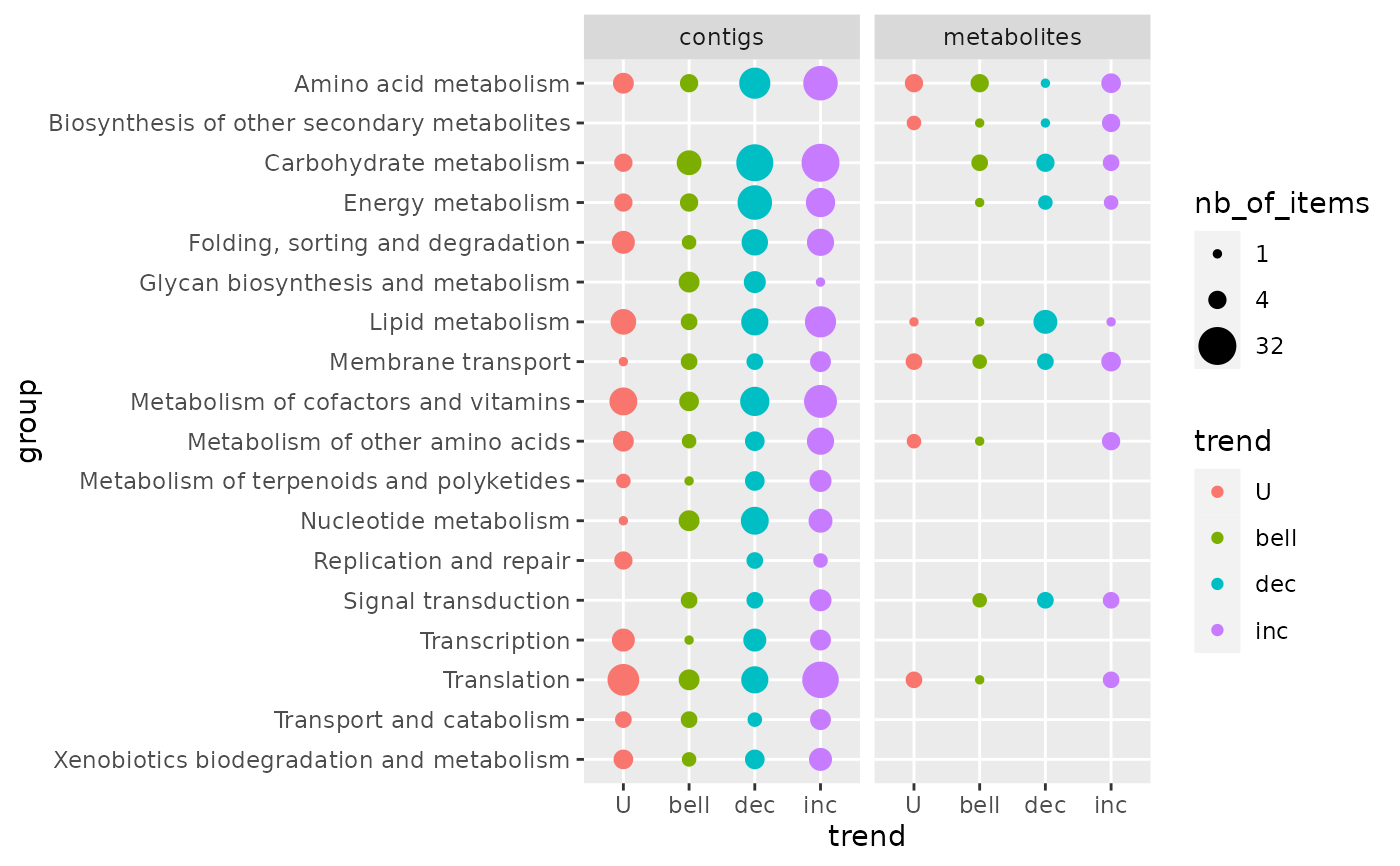 contigs metabolites
Amino acid metabolism
Biosynthesis of other secondary metabolites
Carbohydrate metabolism
Energy metabolism
Folding, sorting and degradation
Glycan biosynthesis and metabolism
Lipid metabolism
Membrane transport
Metabolism of cofactors and vitamins
Metabolism of other amino acids
Metabolism of terpenoids and polyketides
Nucleotide metabolism
Replication and repair
Signal transduction
Transcription
Translation
Transport and catabolism
Xenobiotics biodegradation and metabolism
group
U bell dec inc U bell dec inc
trend
nb_of_items
1
4
32
trend
U
bell
dec
inc